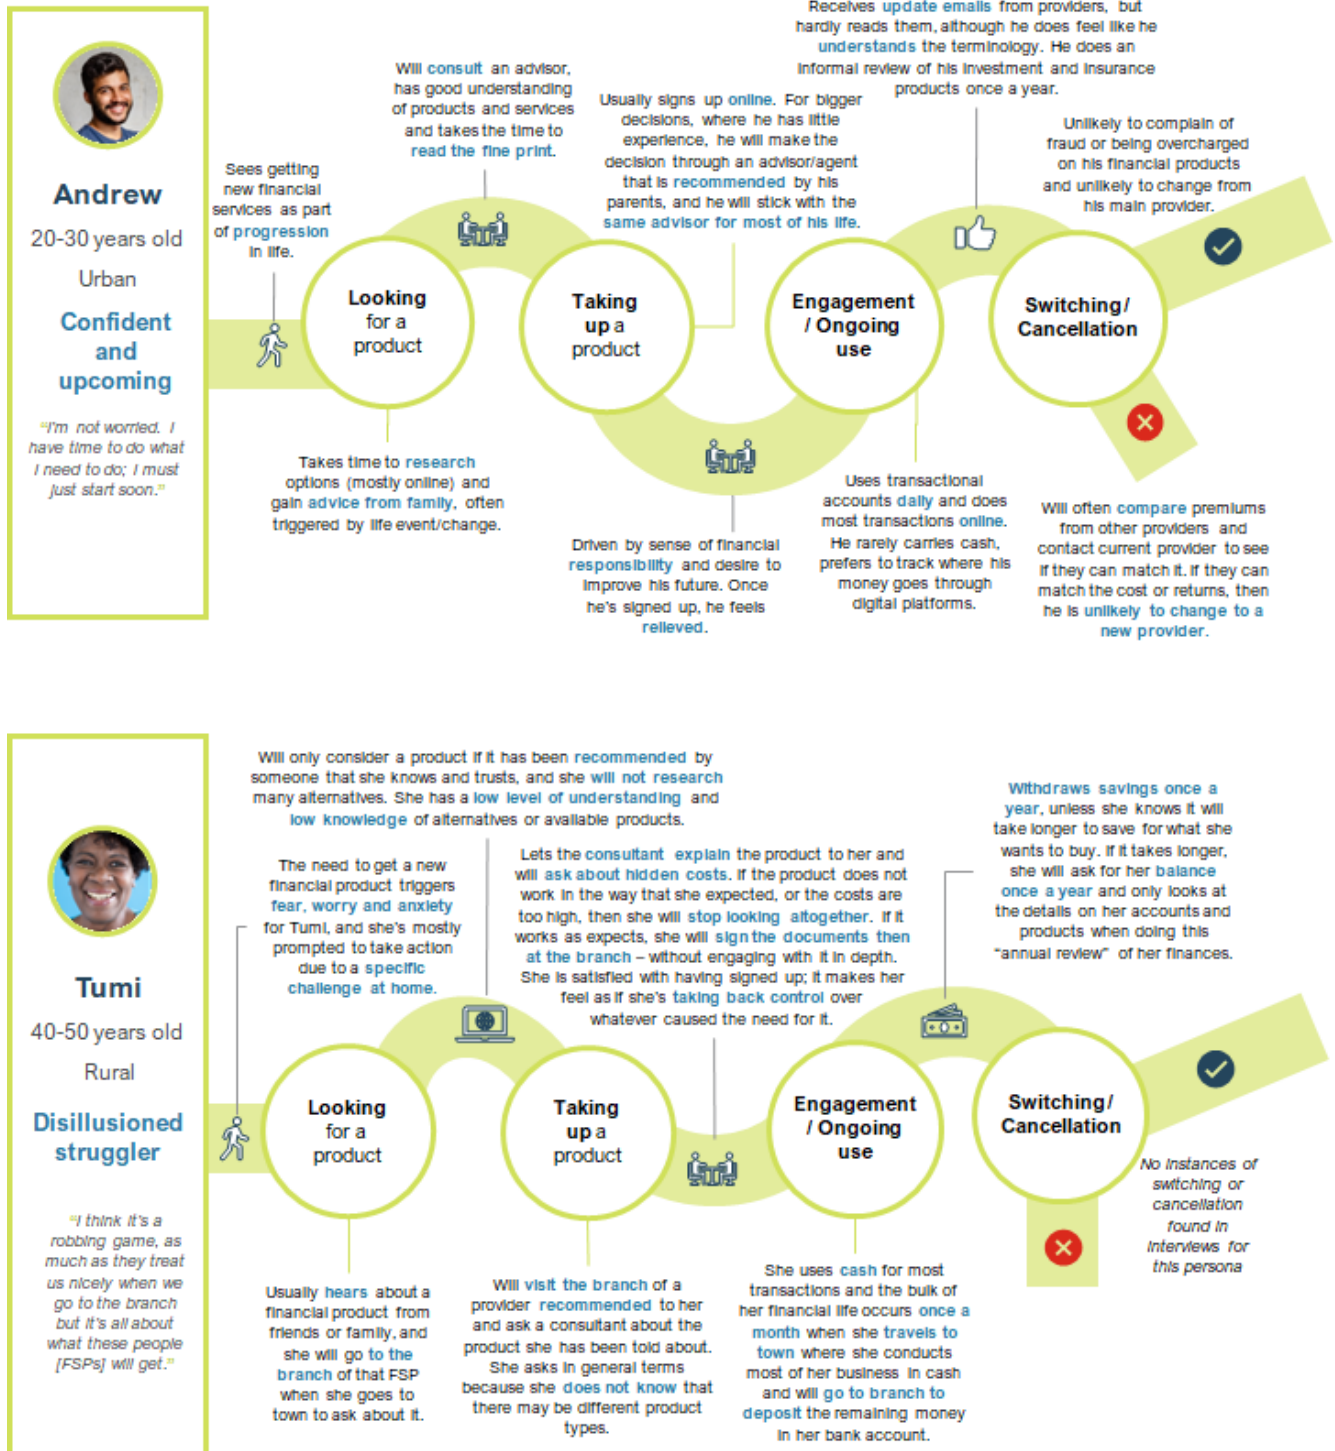 Andrew
20-30 years old
Urban
Confident
and
upcoming
"I'm not worried. I
have time to do what
I need to do; I must
just start soon."
Sees getting
new financial
services as part
of progression
in life.
Looking
for a
product
Takes time to research
options (mostly online) and
gain advice from family, often
triggered by life event/change.
Will consult an advisor,
has good understanding
of products and services
and takes the time to
read the fine print.
Taking
up a
product
Usually signs up online. For bigger
decisions, where he has little
experience, he will make the
decision through an advisor/agent
that is recommended by his
parents, and he will stick with the
same advisor for most of his life.
Driven by sense of financial
responsibility and desire to
improve his future. Once
he's signed up, he feels
relieved.
Engagement
/ Ongoing
use
Uses transactional
accounts daily and does
most transactions online.
He rarely carries cash,
prefers to track where his
money goes through
digital platforms.
Receives update emails from providers, but
hardly reads them, although he does feel like he
understands the terminology. He does an
informal review of his investment and insurance
products once a year.
Switching/
Cancellation
Unlikely to complain of
fraud or being overcharged
on his financial products
and unlikely to change from
his main provider.
Will often compare premiums
from other providers and
contact current provider to see
if they can match it. If they can
match the cost or returns, then
he is unlikely to change to a
new provider.
Tumi
40-50 years old
Rural
Disillusioned
struggler
"I think it's a
robbing game, as
much as they treat
us nicely when we
go to the branch
but it's all about
what these people
[FSPs] will get."
The need to get a new
financial product triggers
fear, worry and anxiety
for Tumi, and she's mostly
prompted to take action
due to a specific
challenge at home.
Looking
for a
product
Usually hears about a
financial product from
friends or family, and
she will go to the
branch of that FSP
when she goes to
town to ask about it.
Will only consider a product if it has been recommended by
someone that she knows and trusts, and she will not research
many alternatives. She has a low level of understanding and
low knowledge of alternatives or available products.
Taking
up a
product
Will visit the branch of a
provider recommended to her
and ask a consultant about the
product she has been told about.
She asks in general terms
because she does not know that
there may be different product
types.
Lets the consultant explain the product to her and
will ask about hidden costs. If the product does not
work in the way that she expected, or the costs are
too high, then she will stop looking altogether. If it
works as expects, she will sign the documents then
at the branch – without engaging with it in depth.
She is satisfied with having signed up; it makes her
feel as if she's taking back control over
whatever caused the need for it.
Engagement
/ Ongoing
use
She uses cash for most
transactions and the bulk of
her financial life occurs once a
month when she travels to
town where she conducts
most of her business in cash
and will go to branch to
deposit the remaining money
in her bank account.
Withdraws savings once a
year, unless she knows it will
take longer to save for what she
wants to buy. If it takes longer,
she will ask for her balance
once a year and only looks at
the details on her accounts and
products when doing this
"annual review" of her finances.
Switching/
Cancellation
No instances of
switching or
cancellation
found in
interviews for
this persona